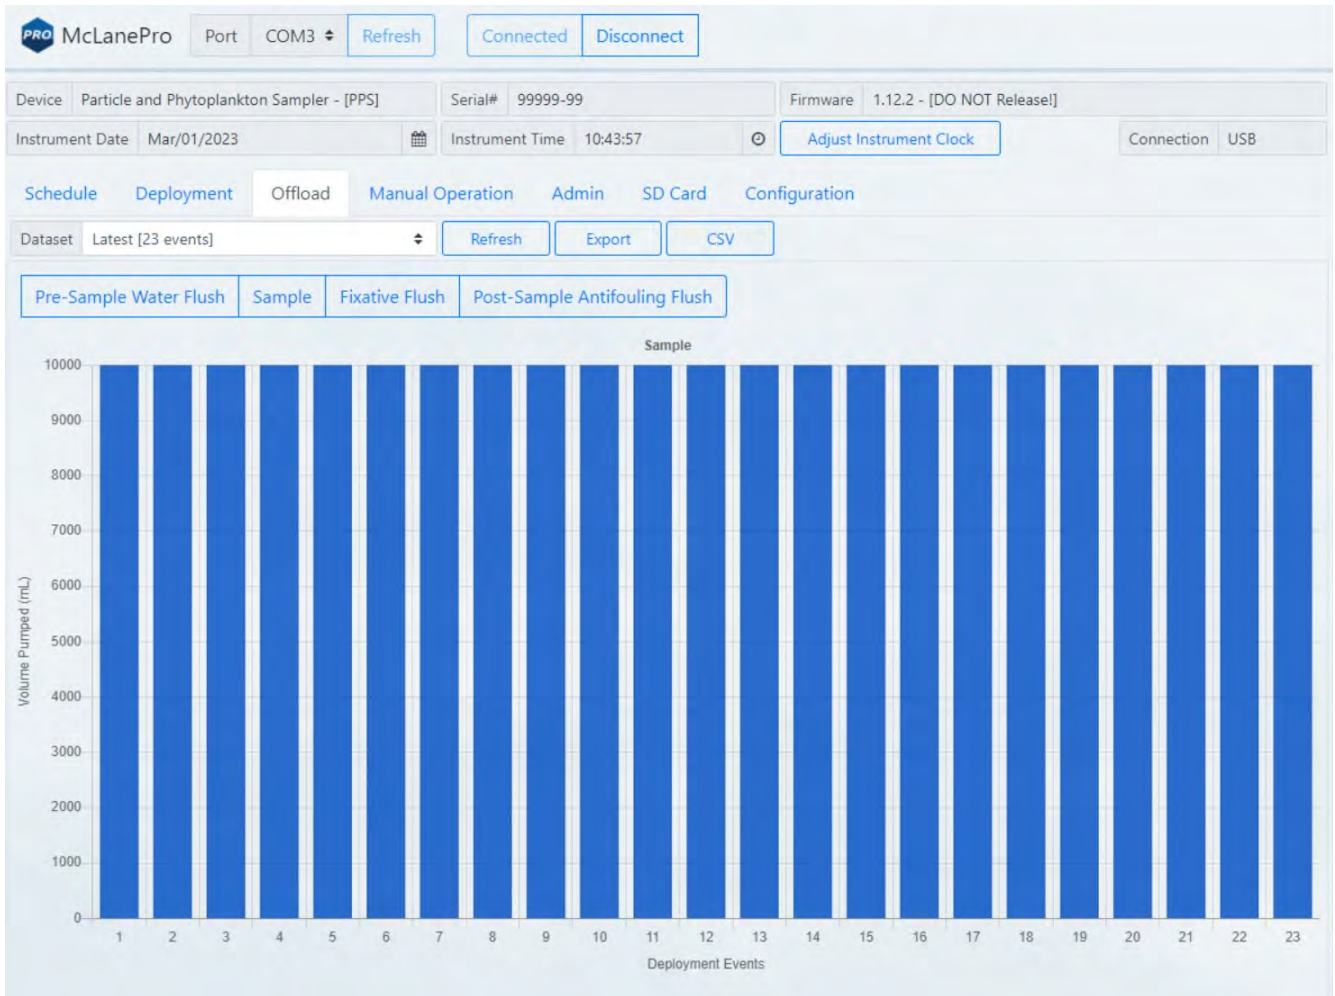 PRO McLanePro Port COM3 Refresh Connected Disconnect
Device Particle and Phytoplankton Sampler - [PPS] Serial# 99999-99 Firmware 1.12.2 - [DO NOT Release!]
Instrument Date Mar/01/2023 Instrument Time 10:43:57 Adjust Instrument Clock Connection USB
Schedule Deployment Offload Manual Operation Admin SD Card Configuration
Dataset Latest [23 events] Refresh Export CSV
Pre-Sample Water Flush Sample Fixative Flush Post-Sample Antifouling Flush
Sample
10000
9000
8000
7000
6000
5000
4000
3000
2000
1000
0
Volume Pumped (mL)
1 2 3 4 5 6 7 8 9 10 11 12 13 14 15 16 17 18 19 20 21 22 23
Deployment Events